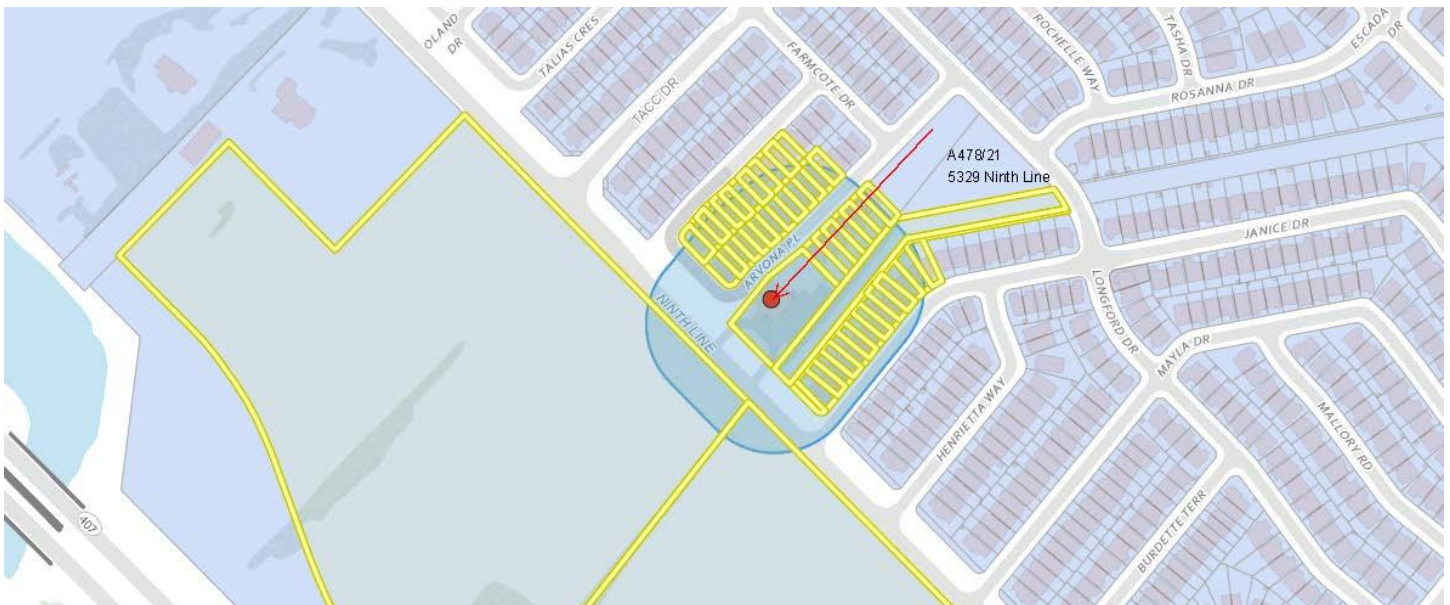 OLAND
DR
TALIAS CRES
TACC DR
FARMCOTE DR
ROCHELLE WAY
TASHA DR
ESCADA
DR
ROSANNA DR
A478/21
5329 Ninth Line
ARVONA PL
NINTH LINE
JANICE DR
LONGFORD DR
MAYLA DR
HENRIETTA WAY
MALLORY RD
BURDETTE TERR
407